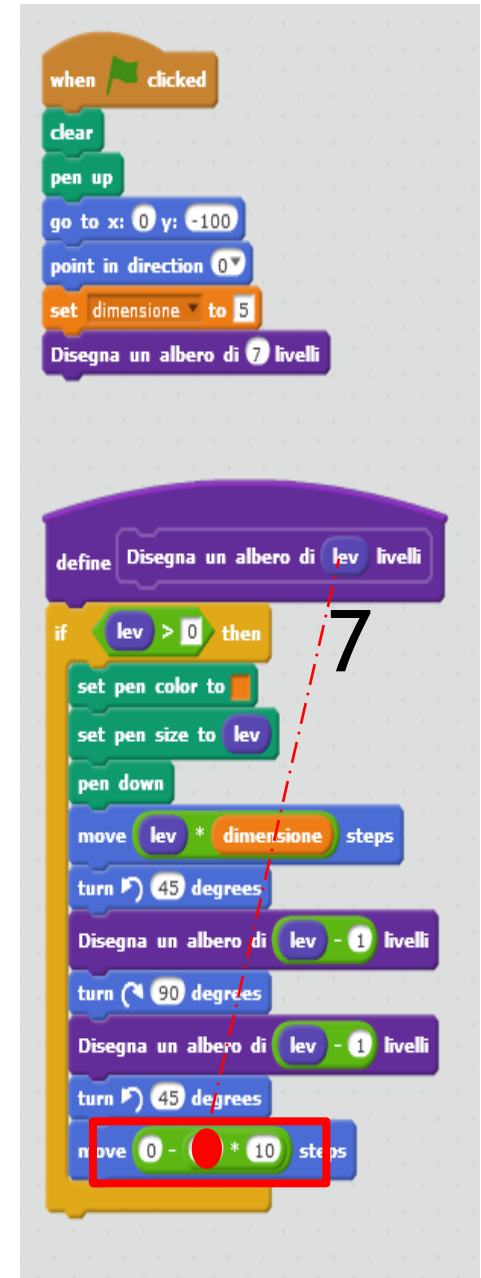 when clicked
clear
pen up
go to x: 0 y: -100
point in direction 0
set dimensione to 5
Disegna un albero di 7 livelli
define Disegna un albero di lev livelli
7
if lev > 0 then
set pen color to
set pen size to lev
pen down
move lev * dimensione steps
turn 45 degrees
Disegna un albero di lev - 1 livelli
turn 90 degrees
Disegna un albero di lev - 1 livelli
turn 45 degrees
move 0 - * 10 steps